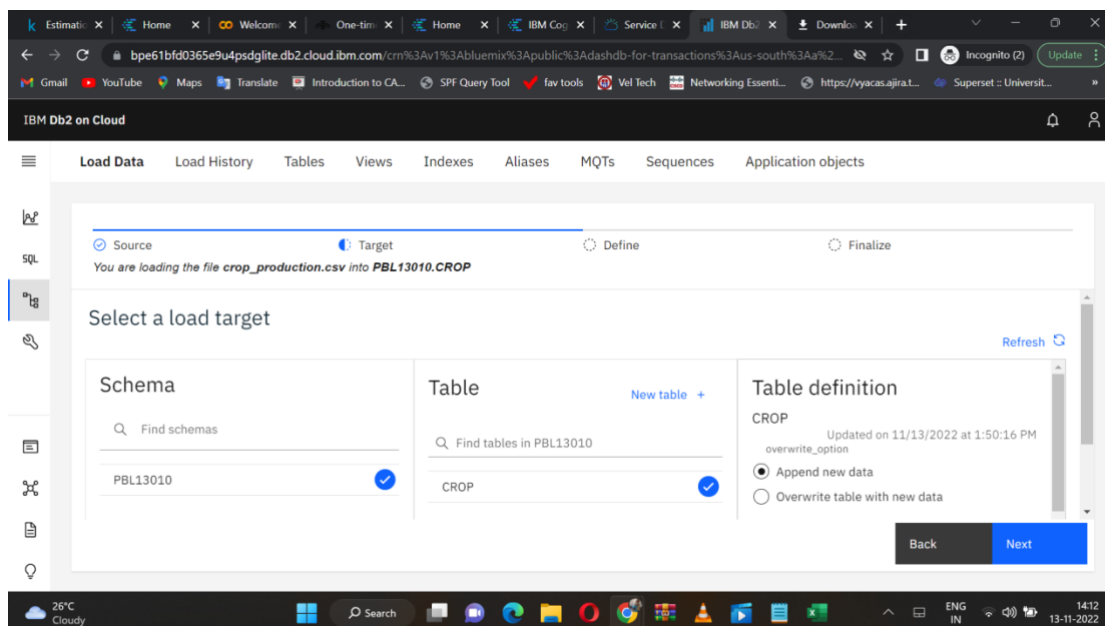 Estimatio Home Welcome One-tim Home IBM Cog Service D IBM Db2 Downloa
bpe61bfd0365e9u4psdglite.db2.cloud.ibm.com/crn%3Av1%3Abluemix%3Apublic%3Adashdb-for-transactions%3Aus-south%3Aa%2... Incognito (2) Update
Gmail YouTube Maps Translate Introduction to CA... SPF Query Tool fav tools Vel Tech Networking Essenti... https://vyacas.ajira.t... Superset :: Universit... »
IBM Db2 on Cloud
Load Data Load History Tables Views Indexes Aliases MQTs Sequences Application objects
SQL
Source Target Define Finalize
You are loading the file crop_production.csv into PBL13010.CROP
Select a load target
Refresh
Schema
Find schemas
PBL13010
Table
New table +
Find tables in PBL13010
CROP
Table definition
CROP
Updated on 11/13/2022 at 1:50:16 PM
overwrite_option
Append new data
Overwrite table with new data
Back Next
26°C
Cloudy
Search
ENG
IN
14:12
13-11-2022